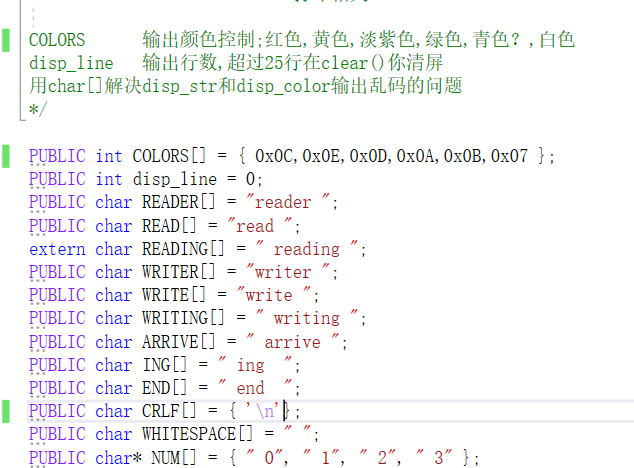 COLORS 输出颜色控制;红色,黄色,淡紫色,绿色,青色？,白色
disp_line 输出行数,超过25行在clear()你清屏
用char[]解决disp_str和disp_color输出乱码的问题
*/
PUBLIC int COLORS[] = { 0x0C,0x0E,0x0D,0x0A,0x0B,0x07 };
PUBLIC int disp_line = 0;
PUBLIC char READER[] = "reader ";
PUBLIC char READ[] = "read ";
extern char READING[] = " reading ";
PUBLIC char WRITER[] = "writer ";
PUBLIC char WRITE[] = "write ";
PUBLIC char WRITING[] = " writing ";
PUBLIC char ARRIVE[] = " arrive ";
PUBLIC char ING[] = " ing  ";
PUBLIC char END[] = " end  ";
PUBLIC char CRLF[] = { '\n'};
PUBLIC char WHITESPACE[] = " ";
PUBLIC char* NUM[] = { " 0", " 1", " 2", " 3" };